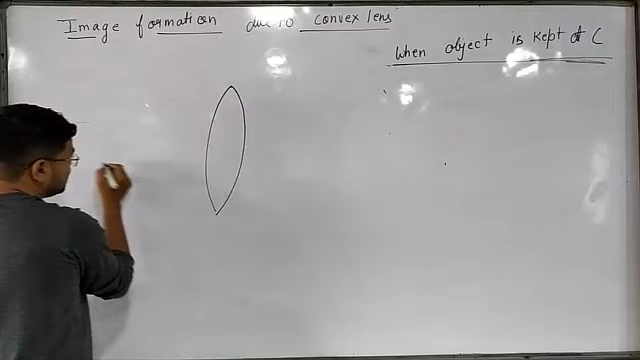 Image formation due to convex lens
When object is kept at C